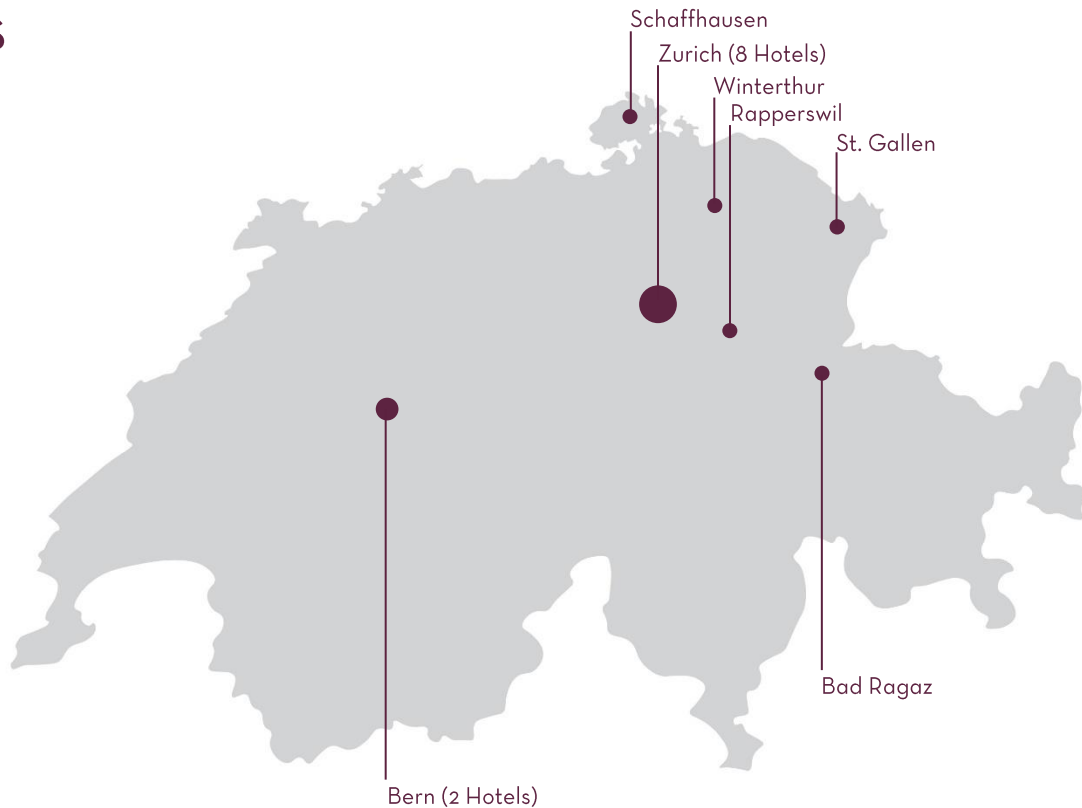 s
Schaffhausen
Zurich (8 Hotels)
Winterthur
Rapperswil
St. Gallen
Bad Ragaz
Bern (2 Hotels)